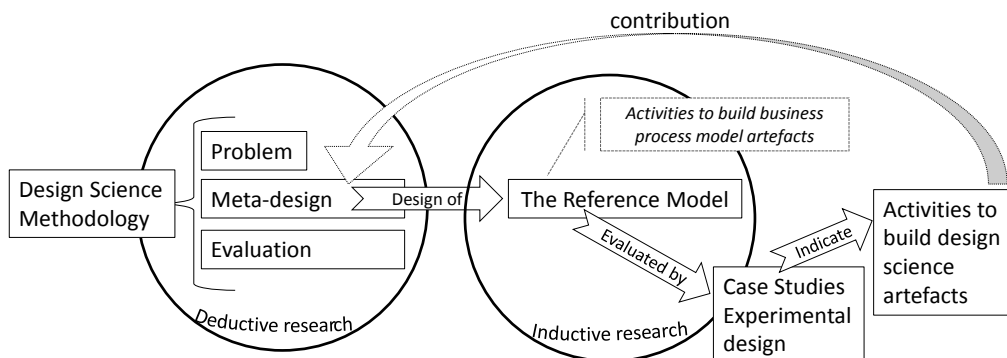 contribution
Activities to build business
process model artefacts
Problem
Design Science
Methodology
Meta-design
Design of
The Reference Model
Activities to
build design
science
artefacts
Evaluation
Evaluated by
Indicate
Case Studies
Experimental
design
Deductive research
Inductive research